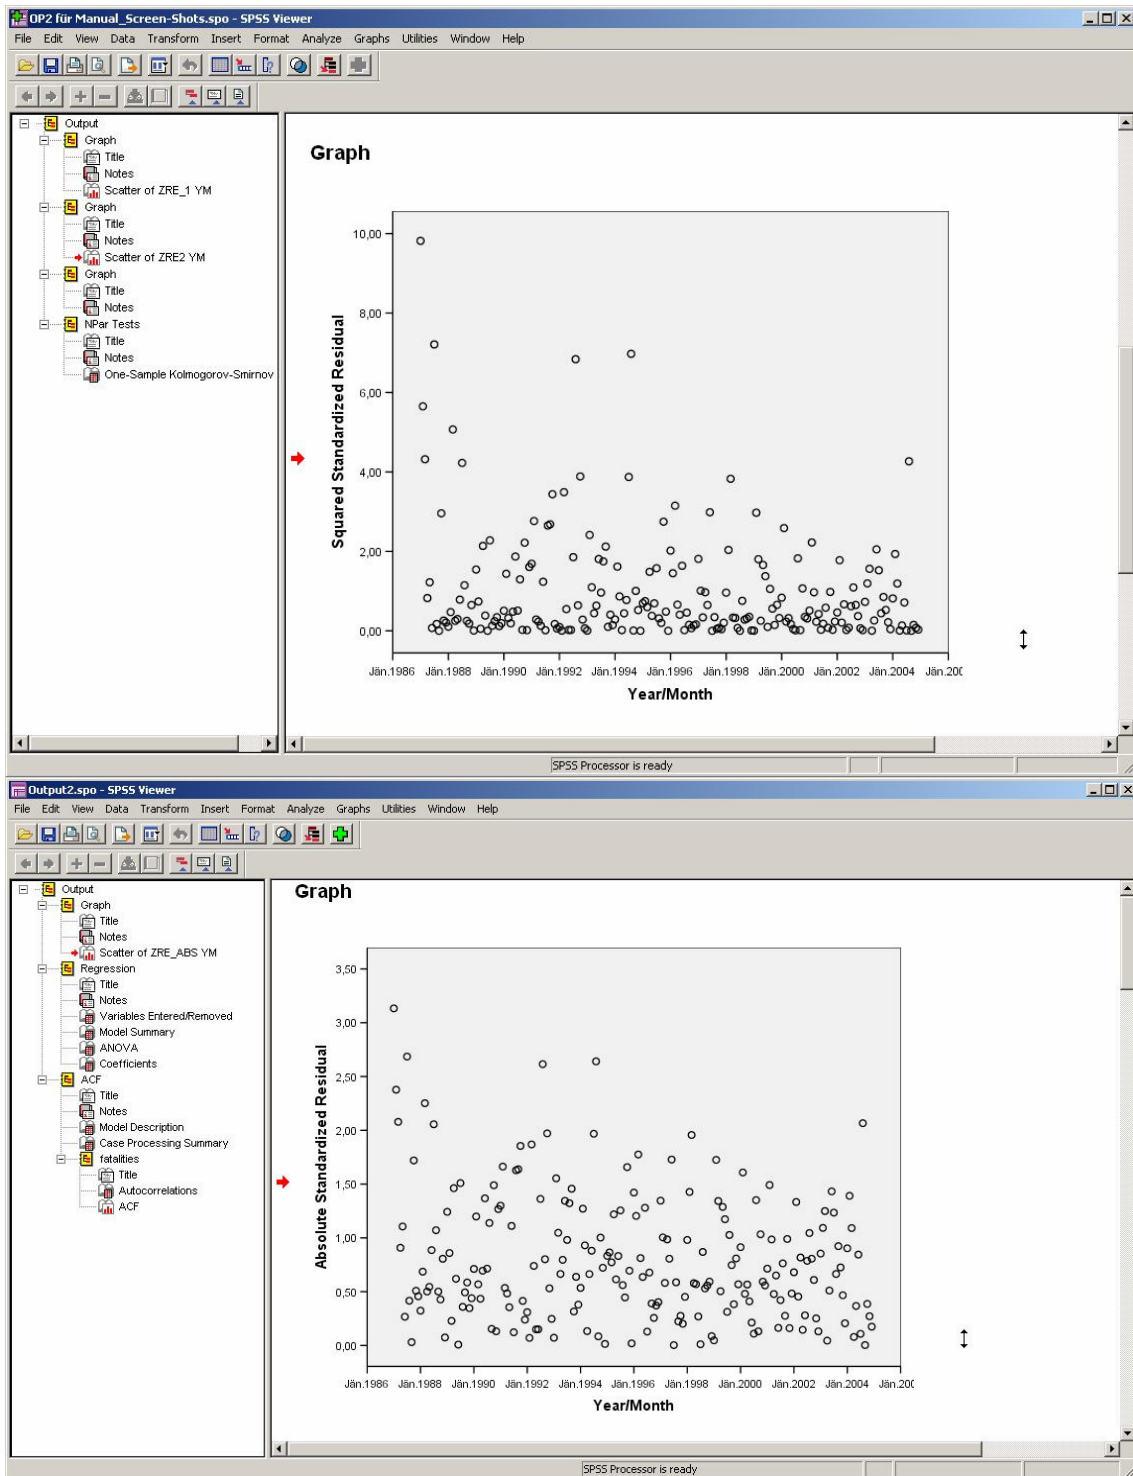 OP2 für Manual_Screen-Shots.spo - SPSS Viewer
File Edit View Data Transform Insert Format Analyze Graphs Utilities Window Help
Output
Graph
Title
Notes
Scatter of ZRE_1 YM
Graph
Title
Notes
Scatter of ZRE2 YM
Graph
Title
Notes
NPar Tests
Title
Notes
One-Sample Kolmogorov-Smirnov
Graph
10,00
8,00
6,00
4,00
2,00
0,00
Squared Standardized Residual
Jän.1986 Jän.1988 Jän.1990 Jän.1992 Jän.1994 Jän.1996 Jän.1998 Jän.2000 Jän.2002 Jän.2004 Jän.200
Year/Month
SPSS Processor is ready
Output2.spo - SPSS Viewer
File Edit View Data Transform Insert Format Analyze Graphs Utilities Window Help
Output
Graph
Title
Notes
Scatter of ZRE_ABS YM
Regression
Title
Notes
Variables Entered/Removed
Model Summary
ANOVA
Coefficients
ACF
Title
Notes
Model Description
Case Processing Summary
fatalities
Title
Autocorrelations
ACF
Graph
3,50
3,00
2,50
2,00
1,50
1,00
0,50
0,00
Absolute Standardized Residual
Jän.1986 Jän.1988 Jän.1990 Jän.1992 Jän.1994 Jän.1996 Jän.1998 Jän.2000 Jän.2002 Jän.2004 Jän.200
Year/Month
SPSS Processor is ready